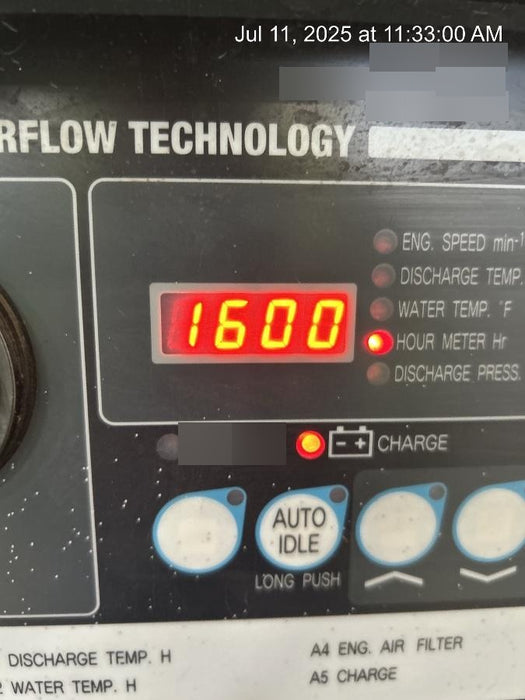 Jul 11, 2025 at 11:33:00 AM
RFLOW TECHNOLOGY
ENG. SPEED min-1
DISCHARGE TEMP.
WATER TEMP. °F
1600
HOUR METER Hr
DISCHARGE PRESS.
- +
CHARGE
AUTO
IDLE
LONG PUSH
DISCHARGE TEMP. H
WATER TEMP. H
A4 ENG. AIR FILTER
A5 CHARGE